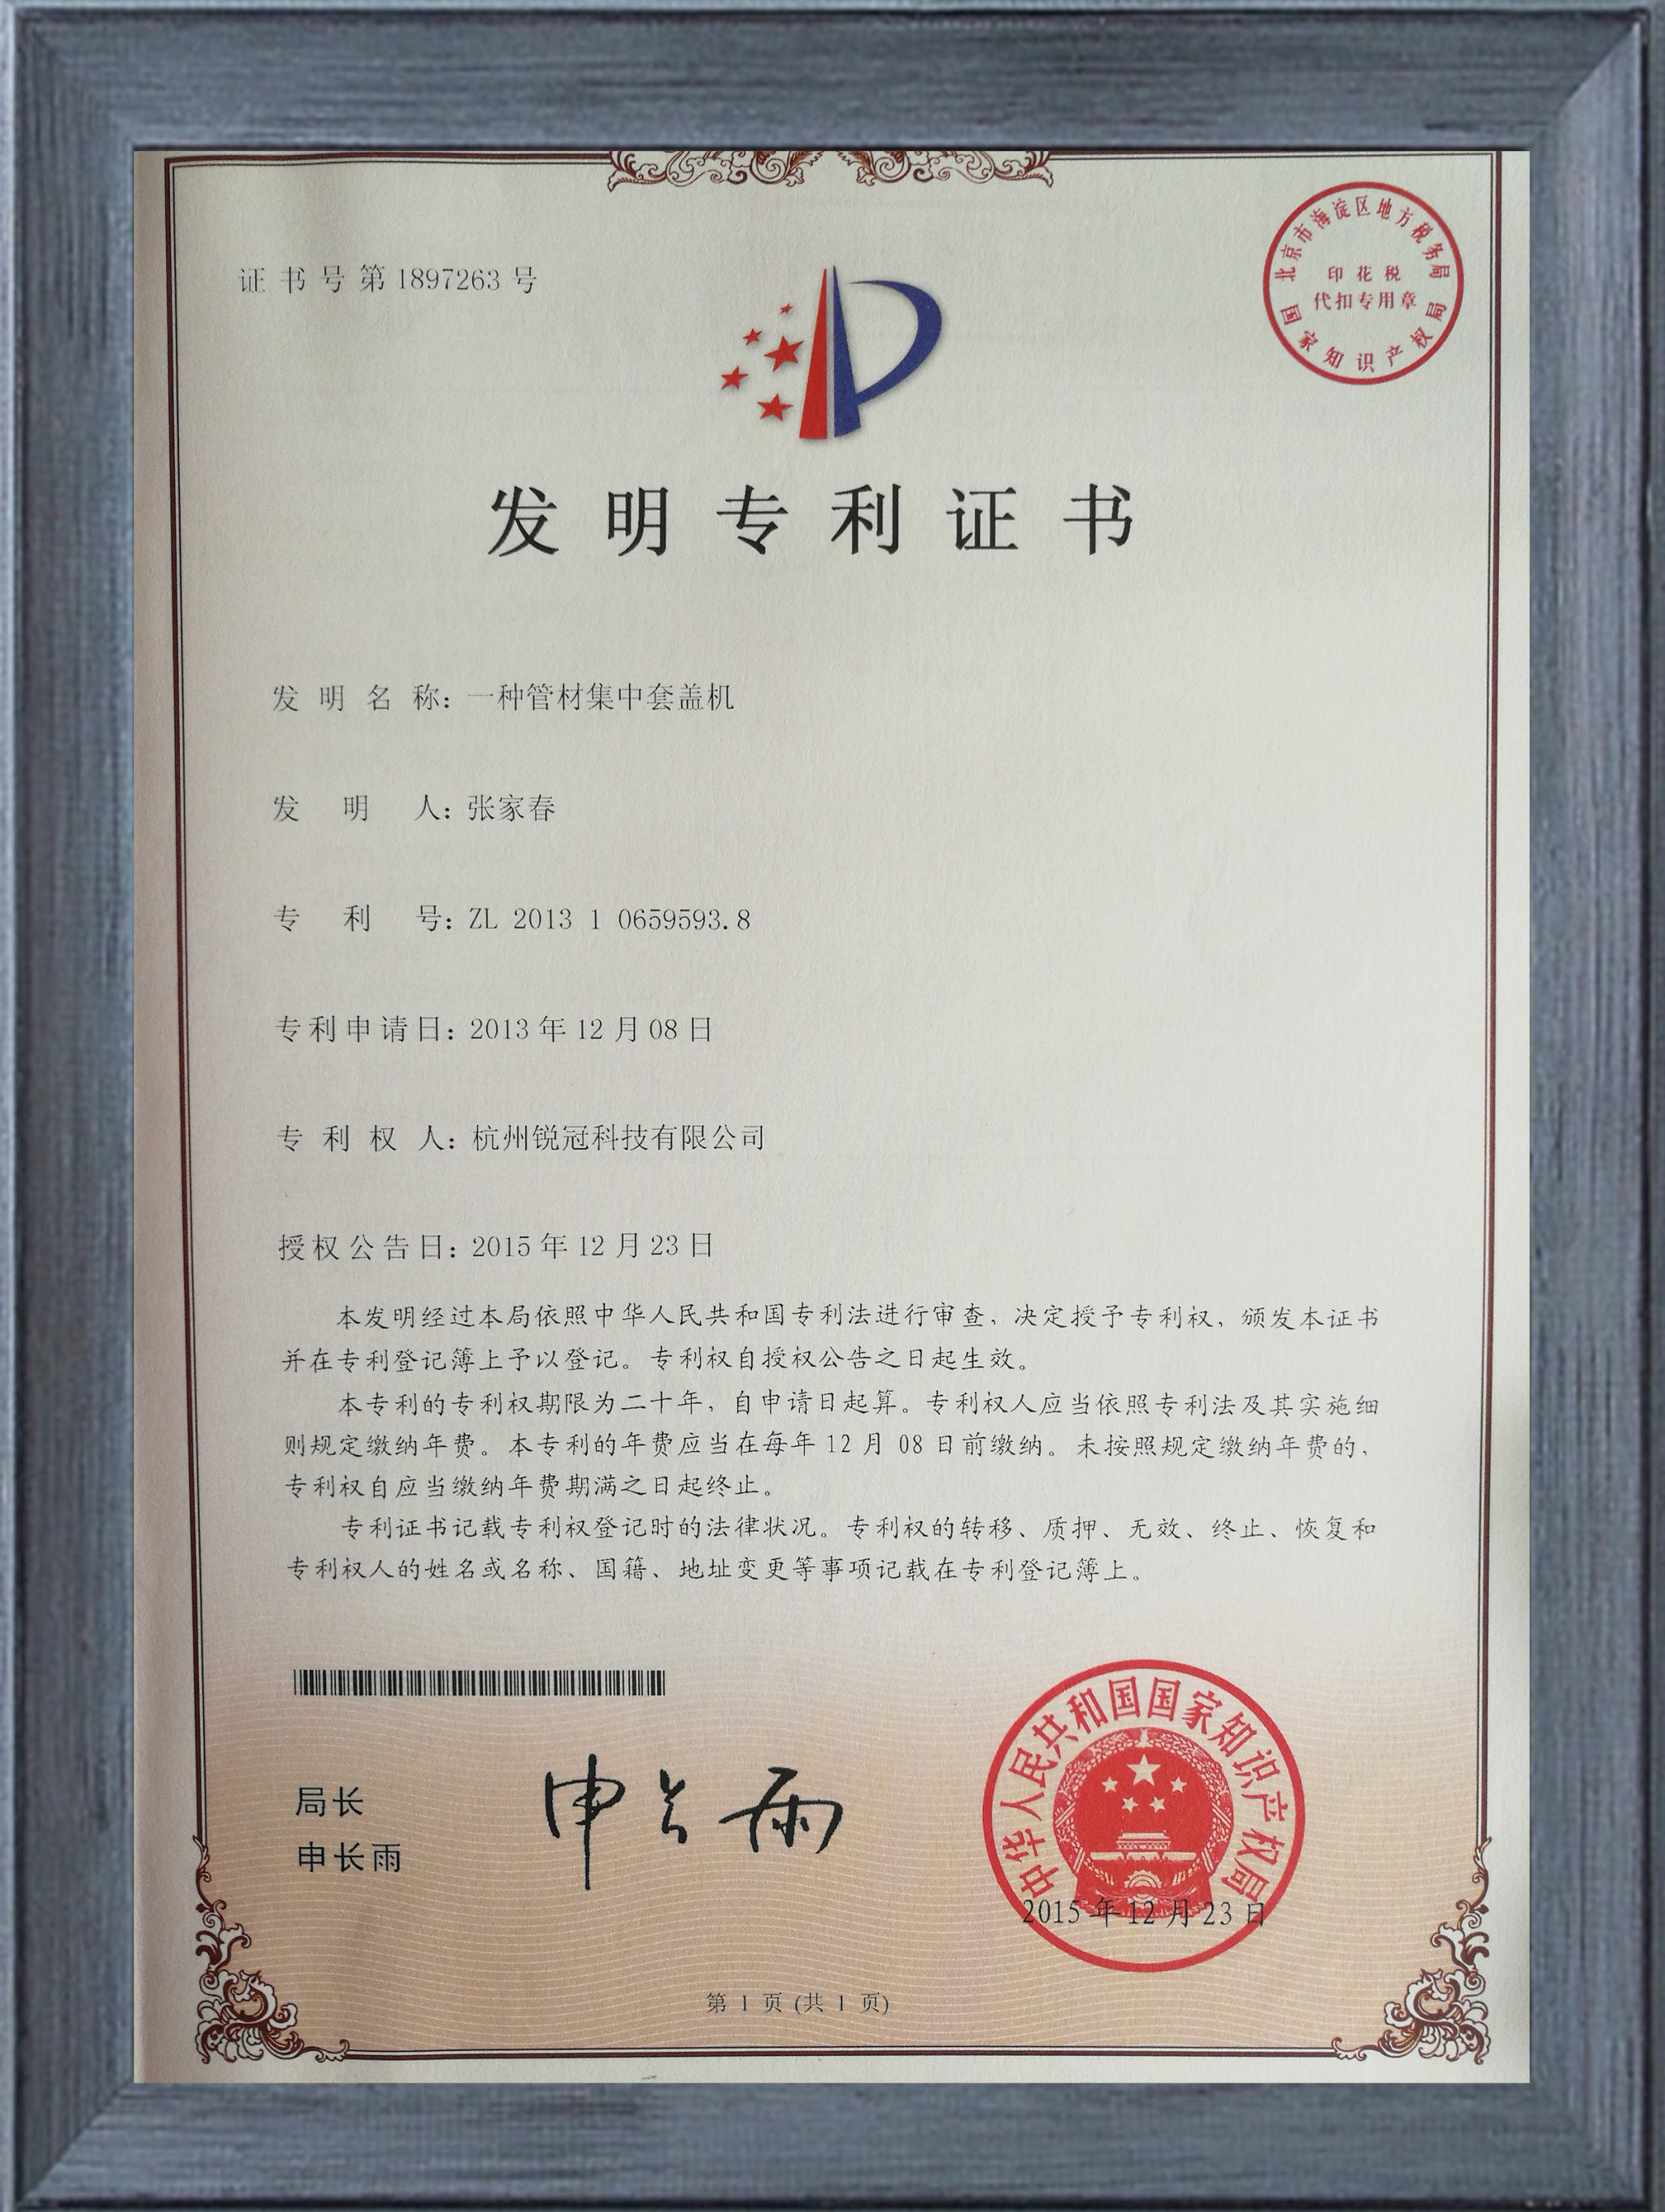 证书号第1897263号
北京市海淀区地方税务局
印花税
代扣专用章
国家知识产权局
发明专利证书
发明名称：一种管材集中套盖机
发明人：张家春
专利号：ZL 2013 1 0659593.8
专利申请日：2013年12月08日
专利权人：杭州锐冠科技有限公司
授权公告日：2015年12月23日
本发明经过本局依照中华人民共和国专利法进行审查，决定授予专利权，颁发本证书
并在专利登记簿上予以登记。专利权自授权公告之日起生效。
本专利的专利权期限为二十年，自申请日起算。专利权人应当依照专利法及其实施细
则规定缴纳年费。本专利的年费应当在每年12月08日前缴纳。未按照规定缴纳年费的，
专利权自应当缴纳年费期满之日起终止。
专利证书记载专利权登记时的法律状况。专利权的转移、质押、无效、终止、恢复和
专利权人的姓名或名称、国籍、地址变更等事项记载在专利登记簿上。
局长
申长雨
申长雨
中华人民共和国国家知识产权局
2015年12月23日
第1页(共1页)